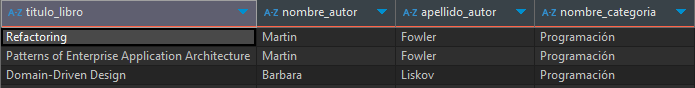 A-Z titulo_libro A-Z nombre_autor A-Z apellido_autor A-Z nombre_categoria
Refactoring Martin Fowler Programación
Patterns of Enterprise Application Architecture Martin Fowler Programación
Domain-Driven Design Barbara Liskov Programación